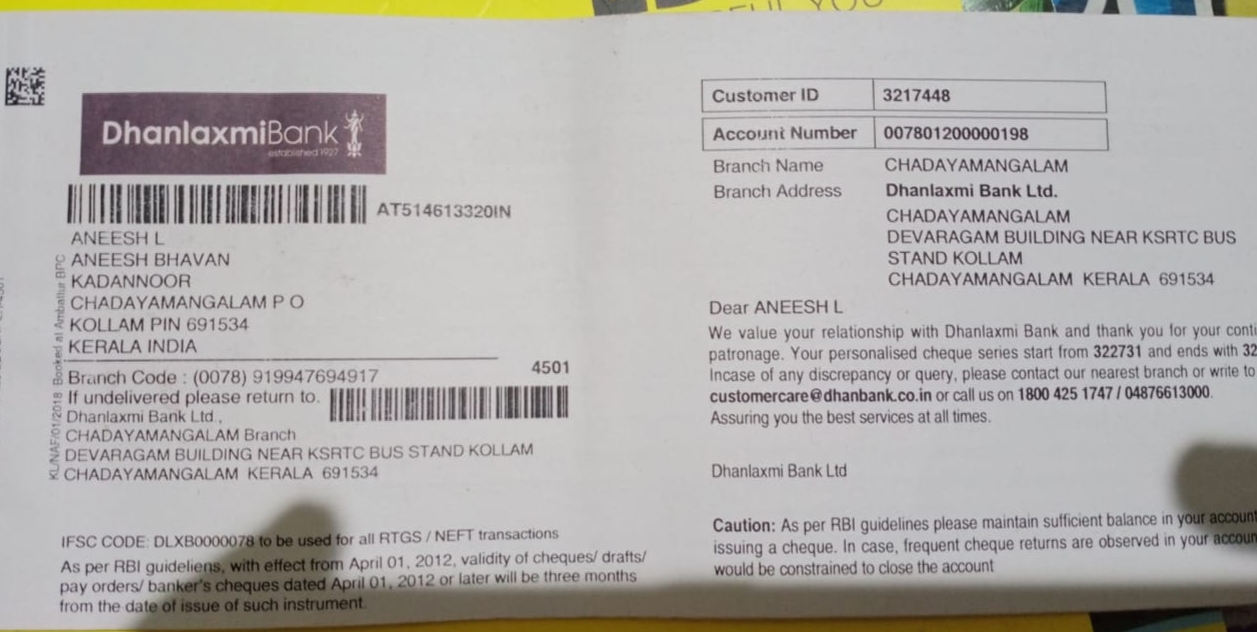 DhanlaxmiBank
established 1927
AT514613320IN
ANEESH L
ANEESH BHAVAN
KADANNOOR
CHADAYAMANGALAM P O
KOLLAM PIN 691534
KERALA INDIA
4501
Branch Code : (0078) 919947694917
If undelivered please return to.
Dhanlaxmi Bank Ltd.,
CHADAYAMANGALAM Branch
DEVARAGAM BUILDING NEAR KSRTC BUS STAND KOLLAM
CHADAYAMANGALAM KERALA 691534
KL/NAF/01/2018 Booked at Ambattur BPC
IFSC CODE: DLXB0000078 to be used for all RTGS / NEFT transactions
As per RBI guideliens, with effect from April 01, 2012, validity of cheques/ drafts/
pay orders/ banker's cheques dated April 01, 2012 or later will be three months
from the date of issue of such instrument.
Customer ID 3217448
Account Number 007801200000198
Branch Name CHADAYAMANGALAM
Branch Address Dhanlaxmi Bank Ltd.
CHADAYAMANGALAM
DEVARAGAM BUILDING NEAR KSRTC BUS
STAND KOLLAM
CHADAYAMANGALAM KERALA 691534
Dear ANEESH L
We value your relationship with Dhanlaxmi Bank and thank you for your
patronage. Your personalised cheque series start from 322731 and ends with
Incase of any discrepancy or query, please contact our nearest branch or write to
customercare@dhanbank.co.in or call us on 1800 425 1747 / 04876613000.
Assuring you the best services at all times.
Dhanlaxmi Bank Ltd
Caution: As per RBI guidelines please maintain sufficient balance in your account
issuing a cheque. In case, frequent cheque returns are observed in your
would be constrained to close the account